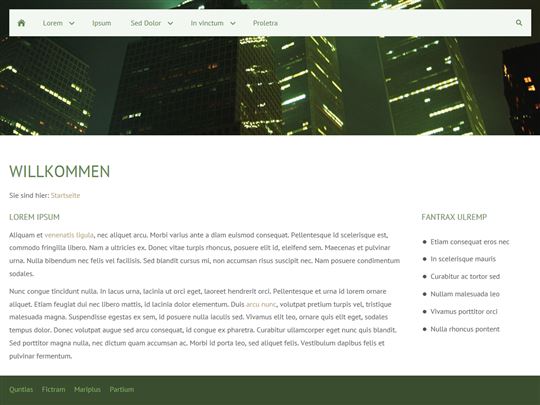 Lorem Ipsum Sed Dolor In vinctum Proletra
WILLKOMMEN
Sie sind hier: Startseite
LOREM IPSUM
Aliquam et venenatis ligula, nec aliquet arcu. Morbi varius ante a diam euismod consequat. Pellentesque id scelerisque est,
commodo fringilla libero. Nam a ultricies ex. Donec vitae turpis rhoncus, posuere elit id, eleifend sem. Maecenas et pulvinar
urna. Nulla bibendum nec felis vel facilisis. Sed blandit cursus mi, non accumsan risus suscipit nec. Nam posuere condimentum
sodales.
Nunc congue tincidunt nulla. In lacus urna, lacinia ut orci eget, laoreet hendrerit orci. Pellentesque et urna id lorem ornare
aliquet. Etiam feugiat dui nec libero mattis, id lacinia dolor elementum. Duis arcu nunc, volutpat pretium turpis vel, tristique
malesuada magna. Suspendisse egestas ex sem, id posuere nulla iaculis sed. Vivamus elit leo, ornare quis elit eget, sodales
tempus dolor. Donec volutpat augue sed arcu consequat, id congue ex pharetra. Curabitur ullamcorper eget nunc quis blandit.
Sed porttitor magna nulla, nec dictum quam accumsan ac. Morbi id porta leo, sed aliquet felis. Vestibulum dapibus felis et
pulvinar fermentum.
FANTRAX ULREMP
Etiam consequat eros nec
In scelerisque mauris
Curabitur ac tortor sed
Nullam malesuada leo
Vivamus porttitor orci
Nulla rhoncus pontent
Quntias Fictram Mariplus Partium